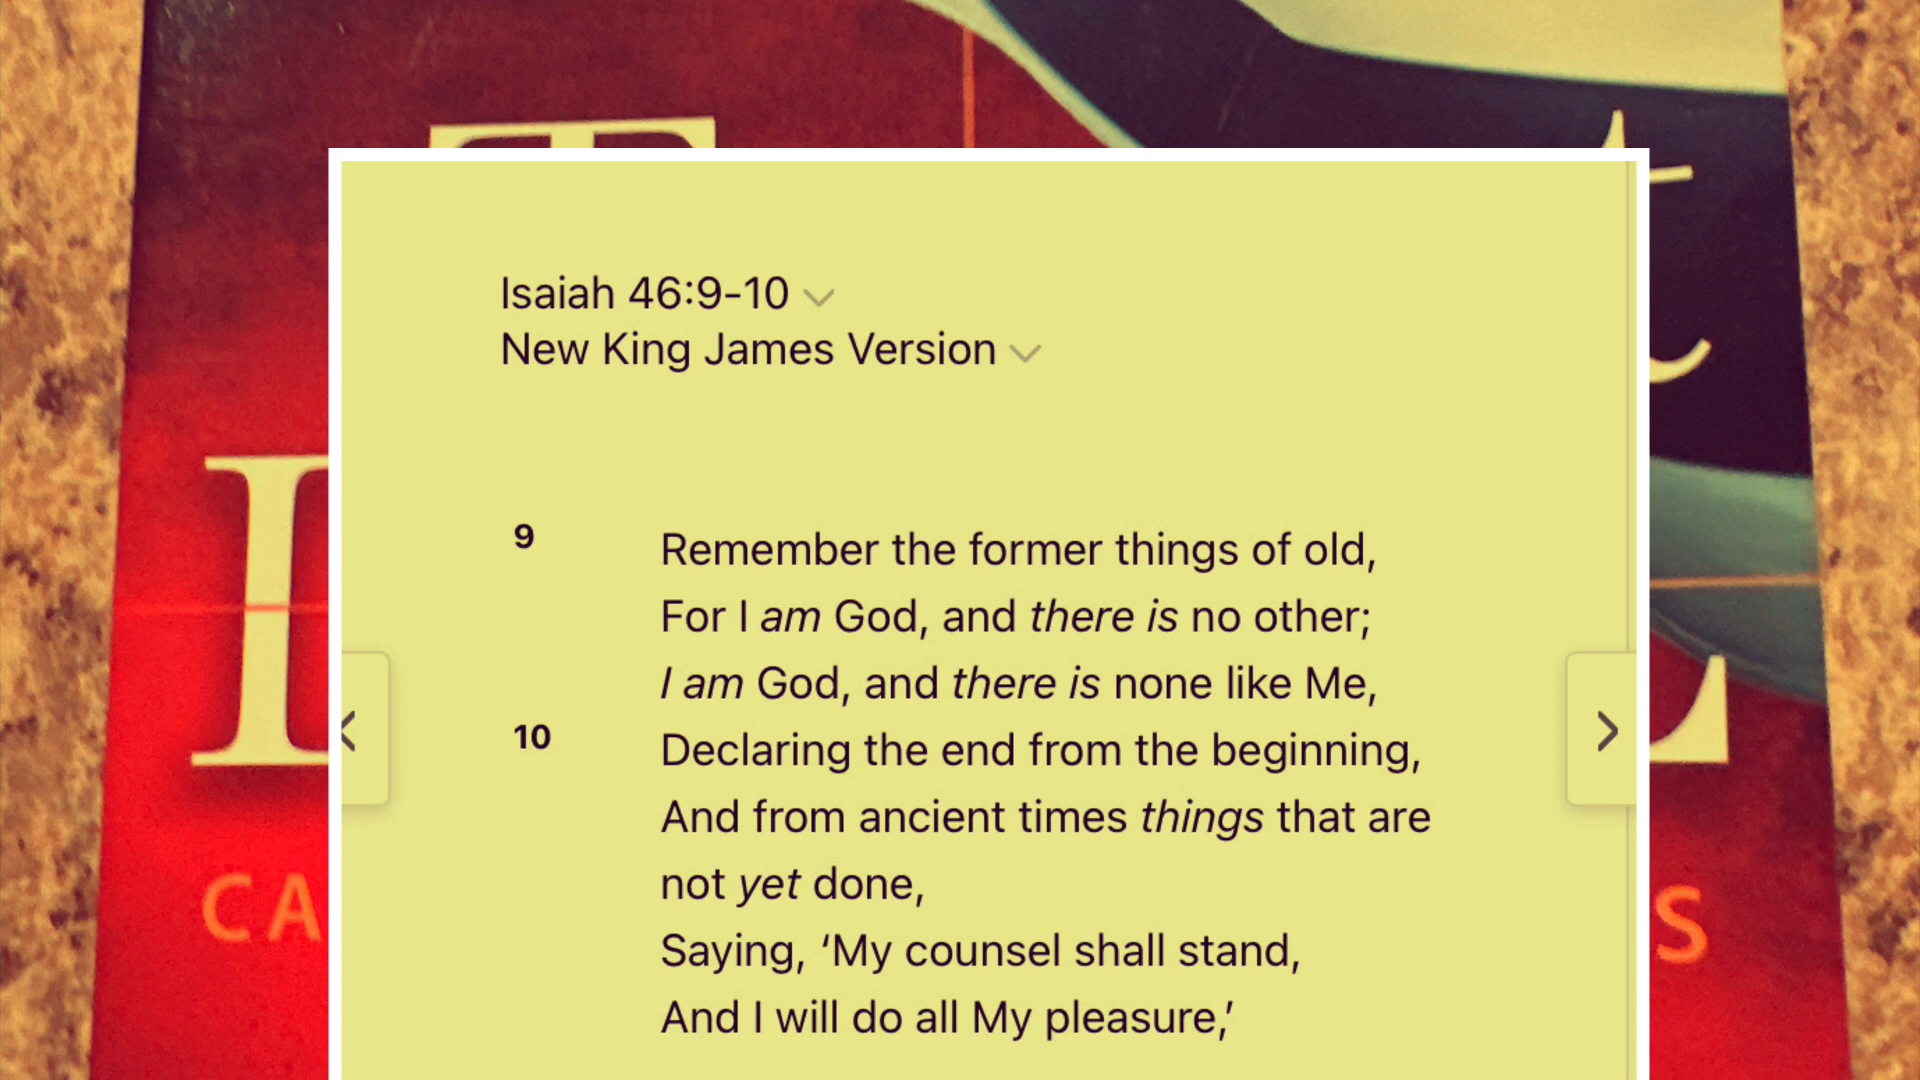 Isaiah 46:9-10
New King James Version
9 Remember the former things of old,
For I am God, and there is no other;
I am God, and there is none like Me,
10 Declaring the end from the beginning,
And from ancient times things that are
not yet done,
Saying, ‘My counsel shall stand,
And I will do all My pleasure,’